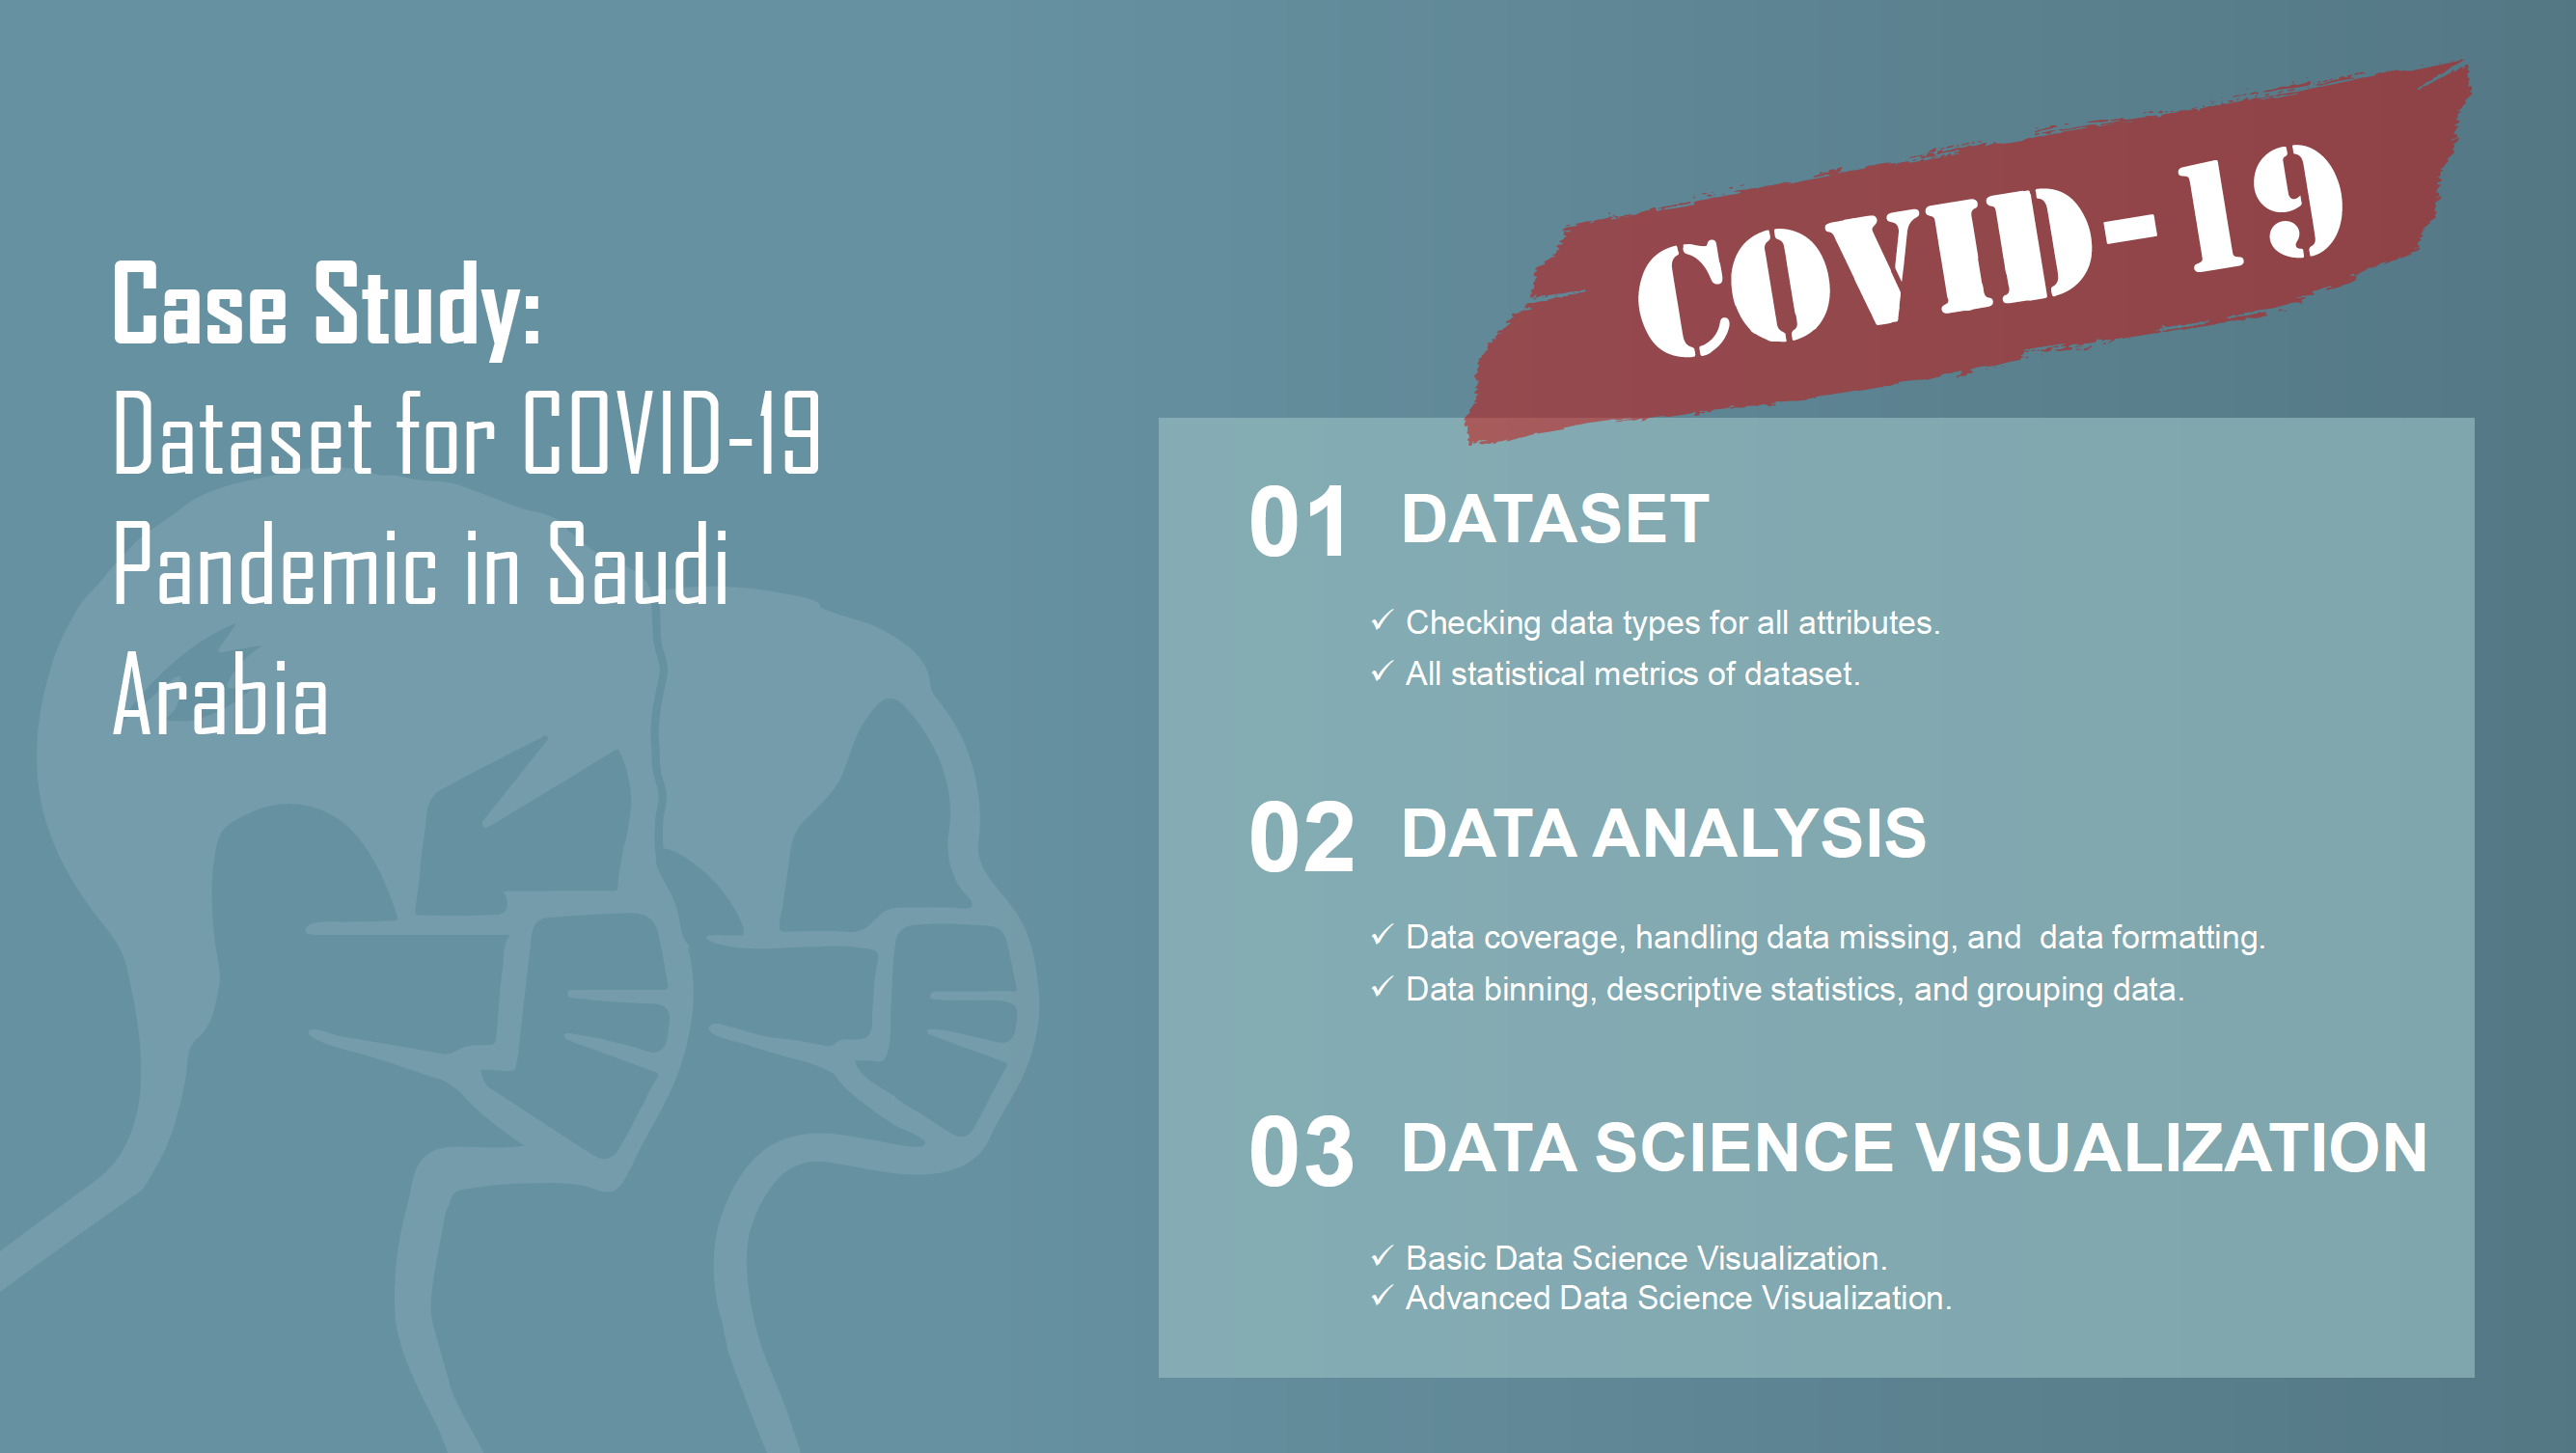 Case Study:
Dataset for COVID-19
Pandemic in Saudi
Arabia
COVID-19
01 DATASET
✓ Checking data types for all attributes.
✓ All statistical metrics of dataset.
02 DATA ANALYSIS
✓ Data coverage, handling data missing, and  data formatting.
✓ Data binning, descriptive statistics, and grouping data.
03 DATA SCIENCE VISUALIZATION
✓ Basic Data Science Visualization.
✓ Advanced Data Science Visualization.